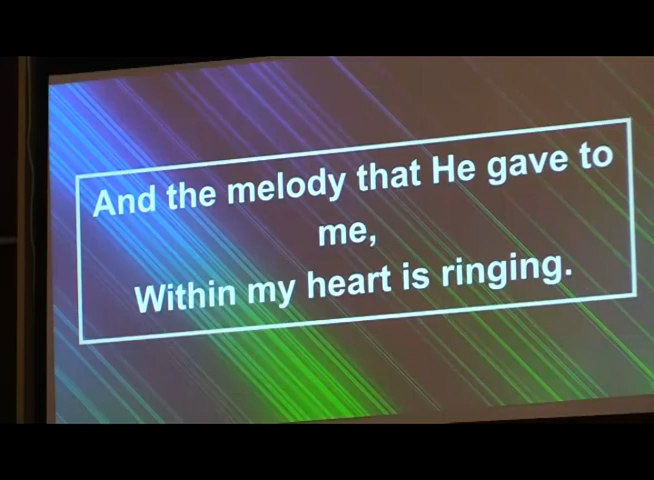 And the melody that He gave to
me,
Within my heart is ringing.